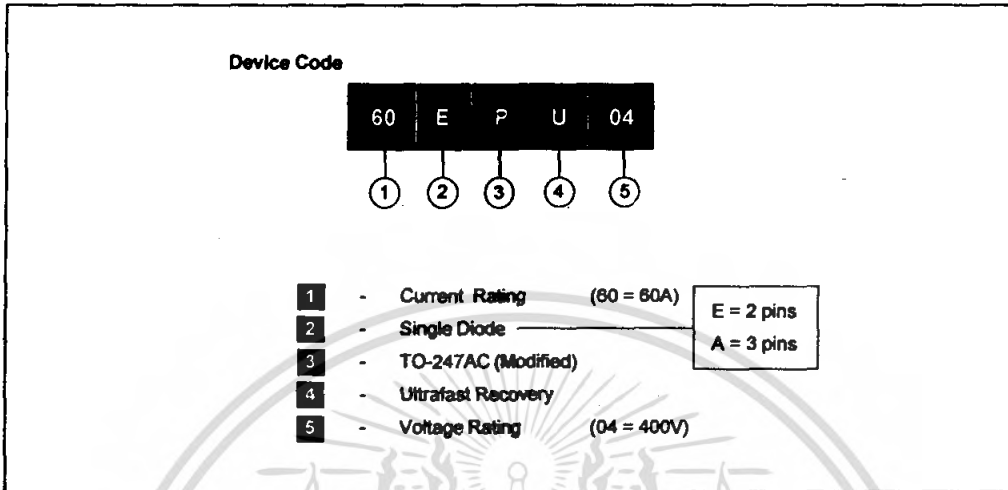 Device Code
60 E P U 04
1 2 3 4 5
1 - Current Rating (60 = 60A)
2 - Single Diode
3 - TO-247AC (Modified)
4 - Ultrafast Recovery
5 - Voltage Rating (04 = 400V)
E = 2 pins
A = 3 pins